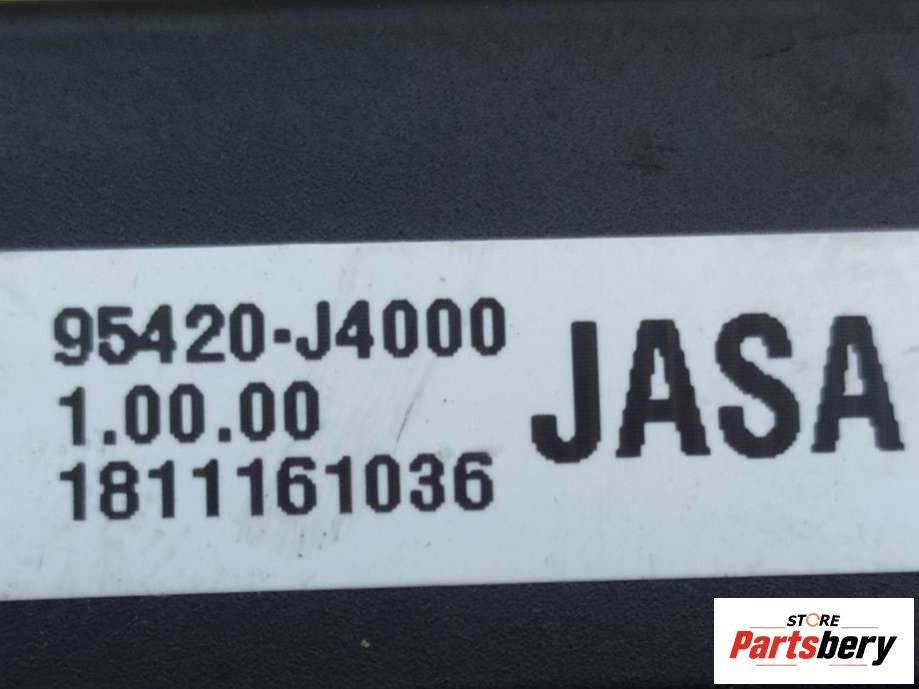 95420-J4000
1.00.00
1811161036
JASA
STORE
Partsbery